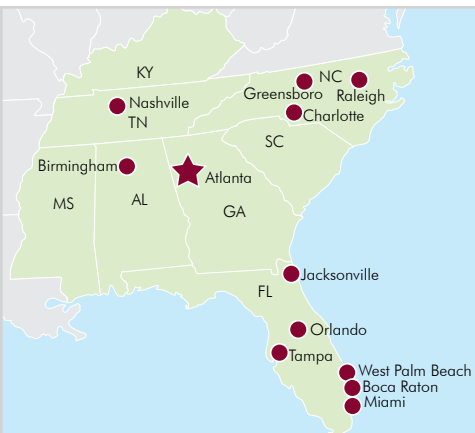 KY
NC
Greensboro
Raleigh
Nashville
Charlotte
TN
SC
Birmingham
Atlanta
MS
AL
GA
Jacksonville
FL
Orlando
Tampa
West Palm Beach
Boca Raton
Miami